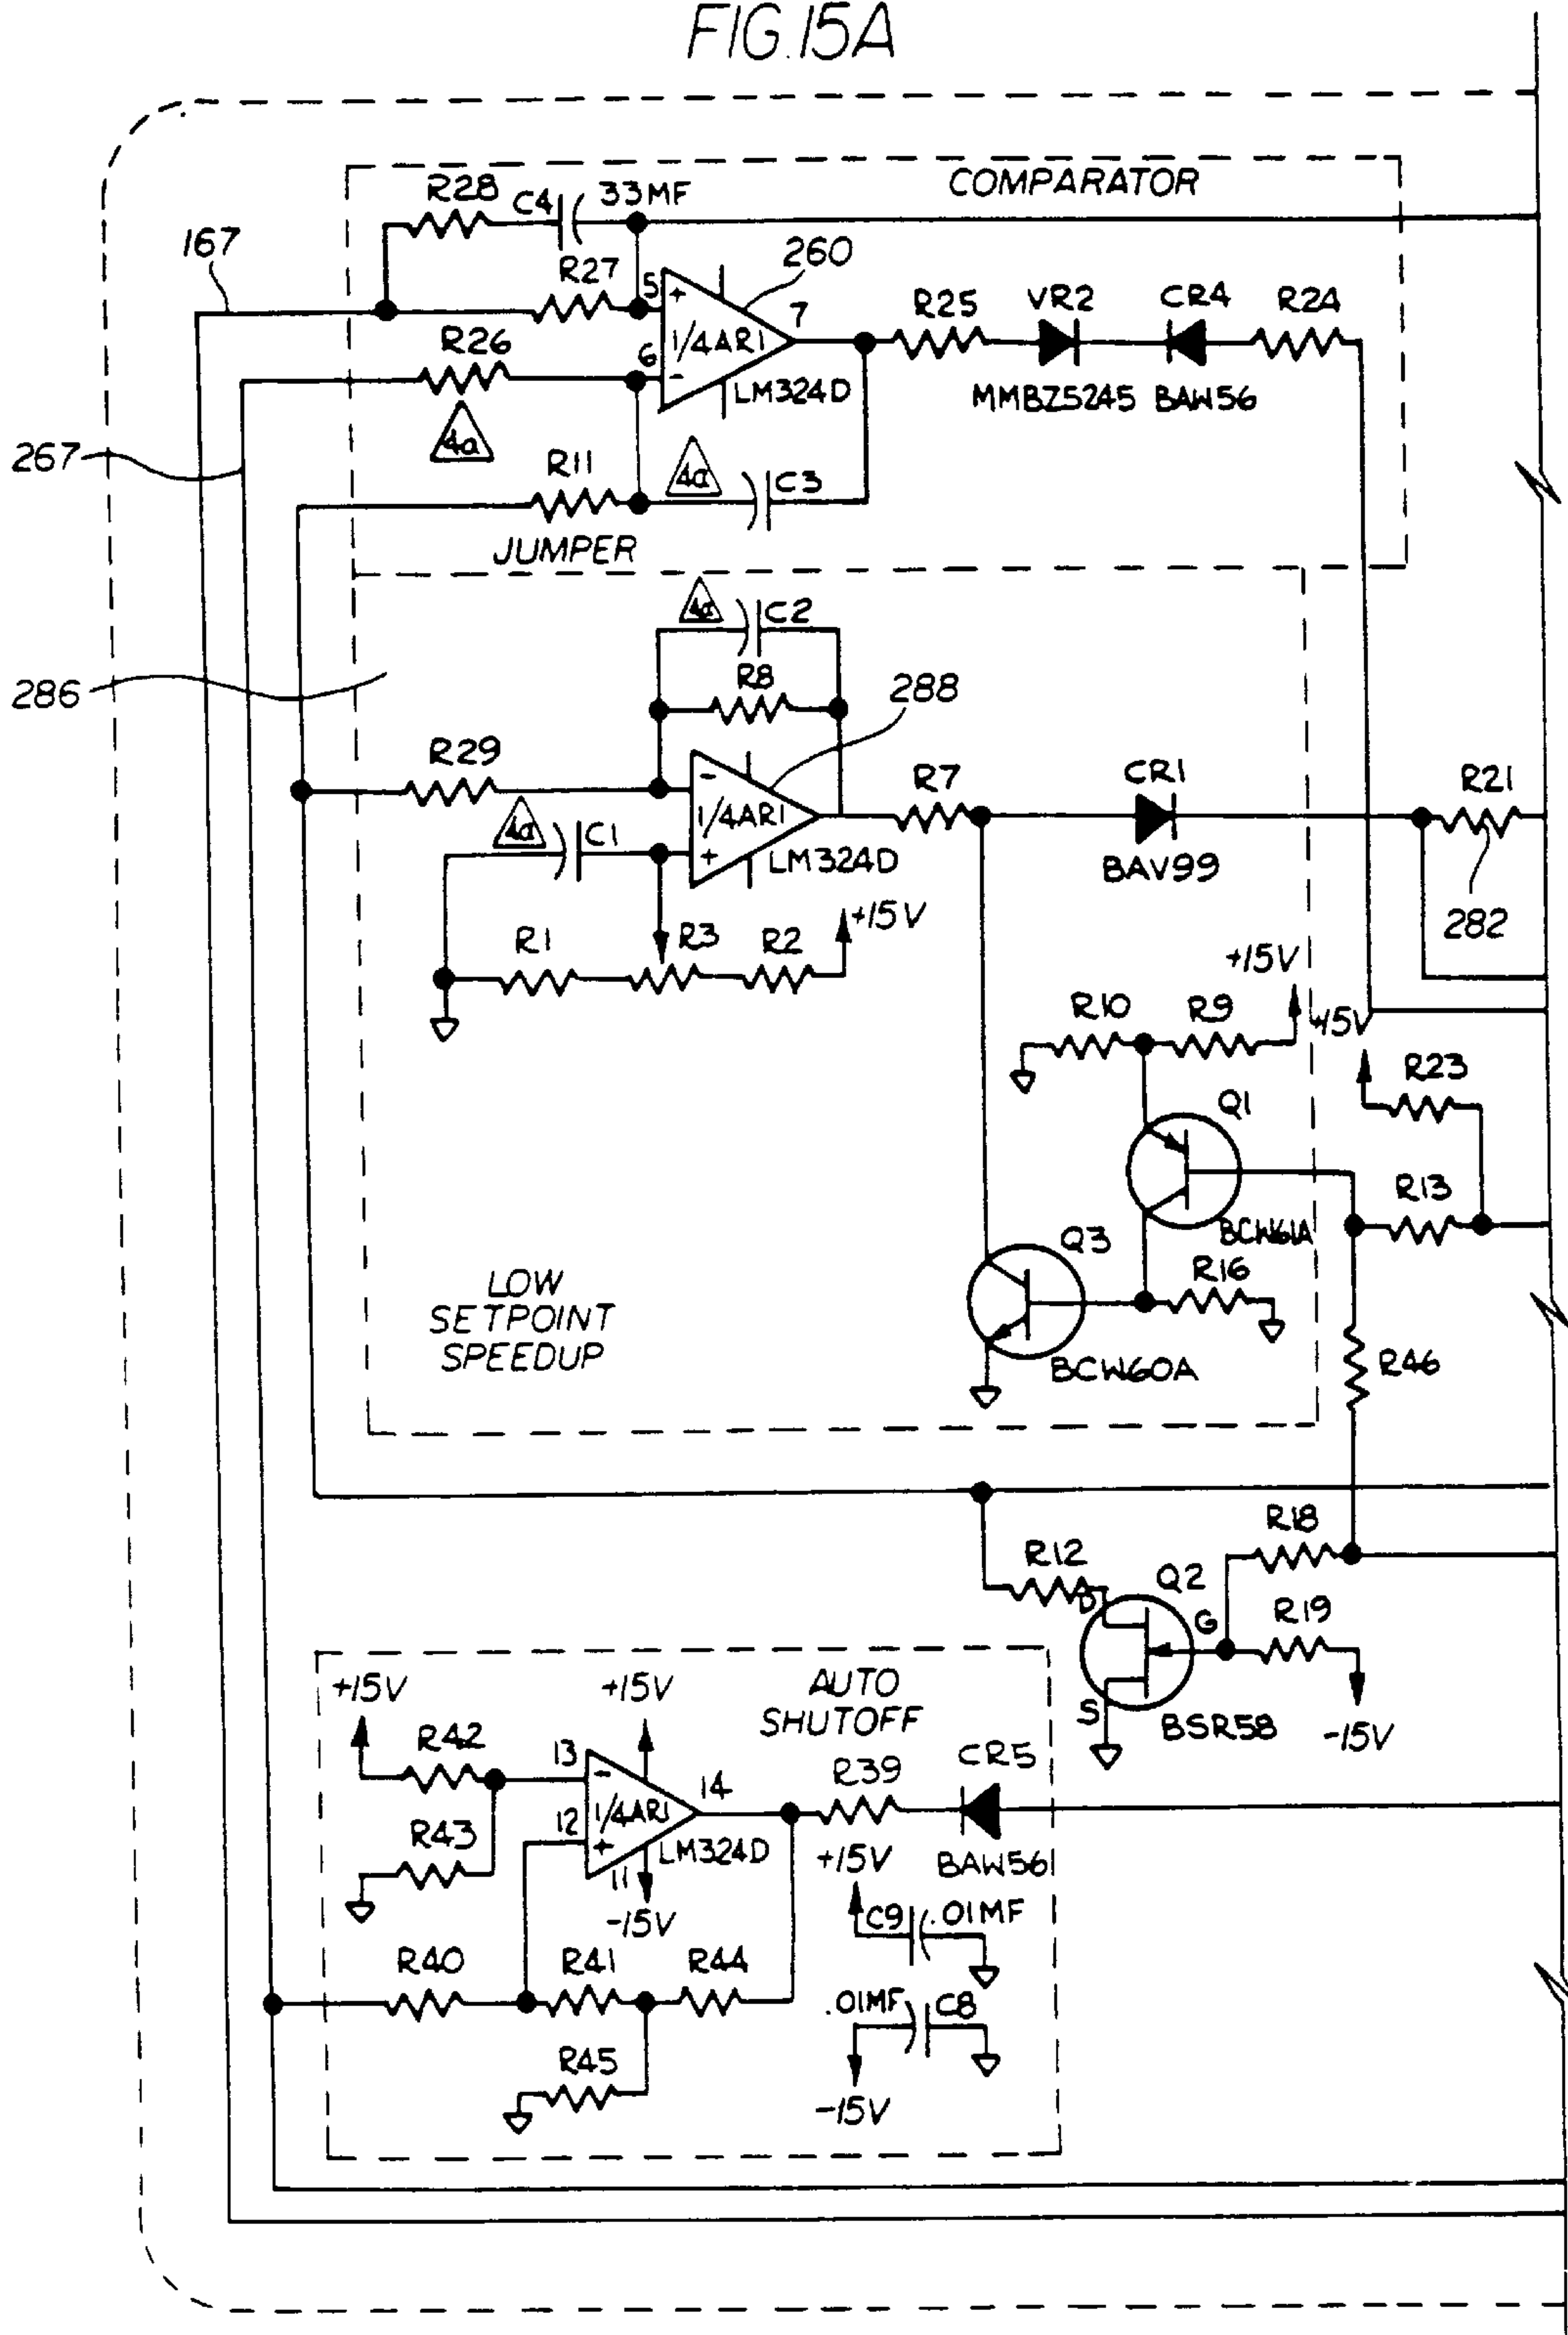 FIG.15A
COMPARATOR
R28 C4 33MF
167
R27
260
5
+
7
R25 VR2 CR4 R24
1/4AR1
R26
6
-
LM324D
MMBZ5245 BAW56
4a
267
R11
4a
C3
JUMPER
4a
C2
286
R8
288
R29
-
R7
CR1
R21
4a
C1
1/4AR1
+
LM324D
BAV99
R1
R3
R2
+15V
282
+15V
R10
R9
+15V
R23
Q1
R13
BCW61A
Q3
R16
LOW
SETPOINT
SPEEDUP
BCW60A
R46
R18
R12
Q2
D
G
R19
S
BSR58
-15V
+15V
+15V
AUTO
SHUTOFF
R42
13
-
14
R39
CR5
1/4AR1
R43
12
+
LM324D
+15V
BAW56
11
-15V
C9
.01MF
R40
R41
R44
.01MF
C8
R45
-15V